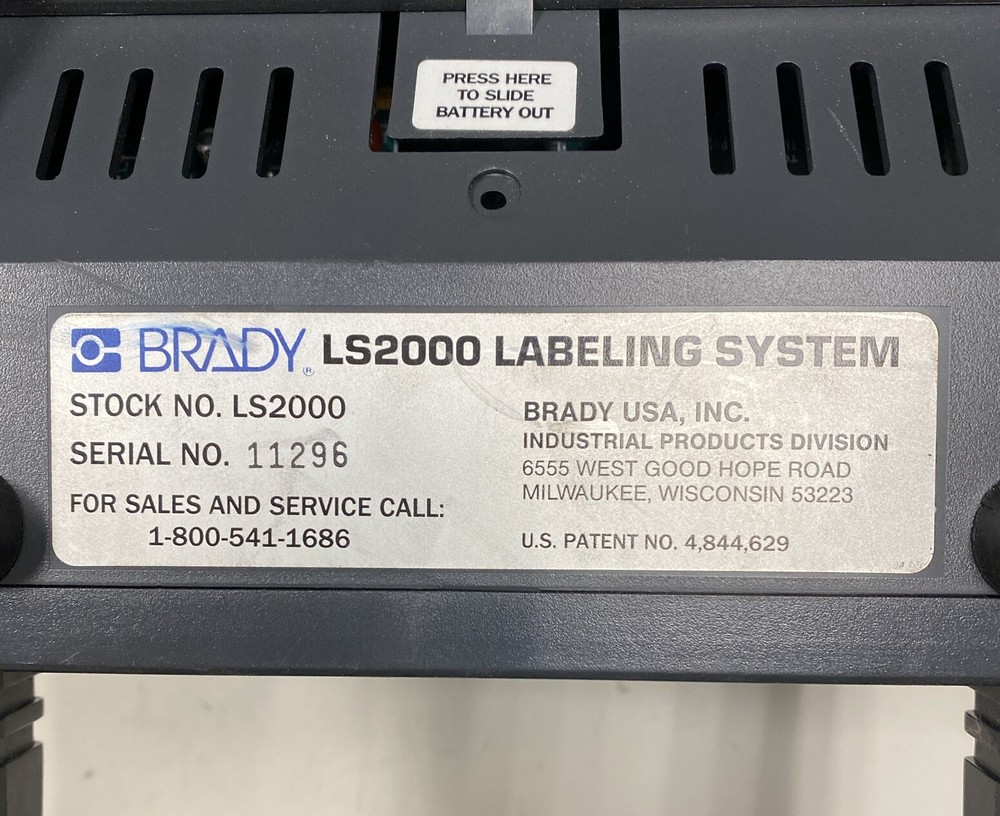 PRESS HERE
TO SLIDE
BATTERY OUT
BRADY® LS2000 LABELING SYSTEM
STOCK NO. LS2000
SERIAL NO. 11296
FOR SALES AND SERVICE CALL:
1-800-541-1686
BRADY USA, INC.
INDUSTRIAL PRODUCTS DIVISION
6555 WEST GOOD HOPE ROAD
MILWAUKEE, WISCONSIN 53223
U.S. PATENT NO. 4,844,629